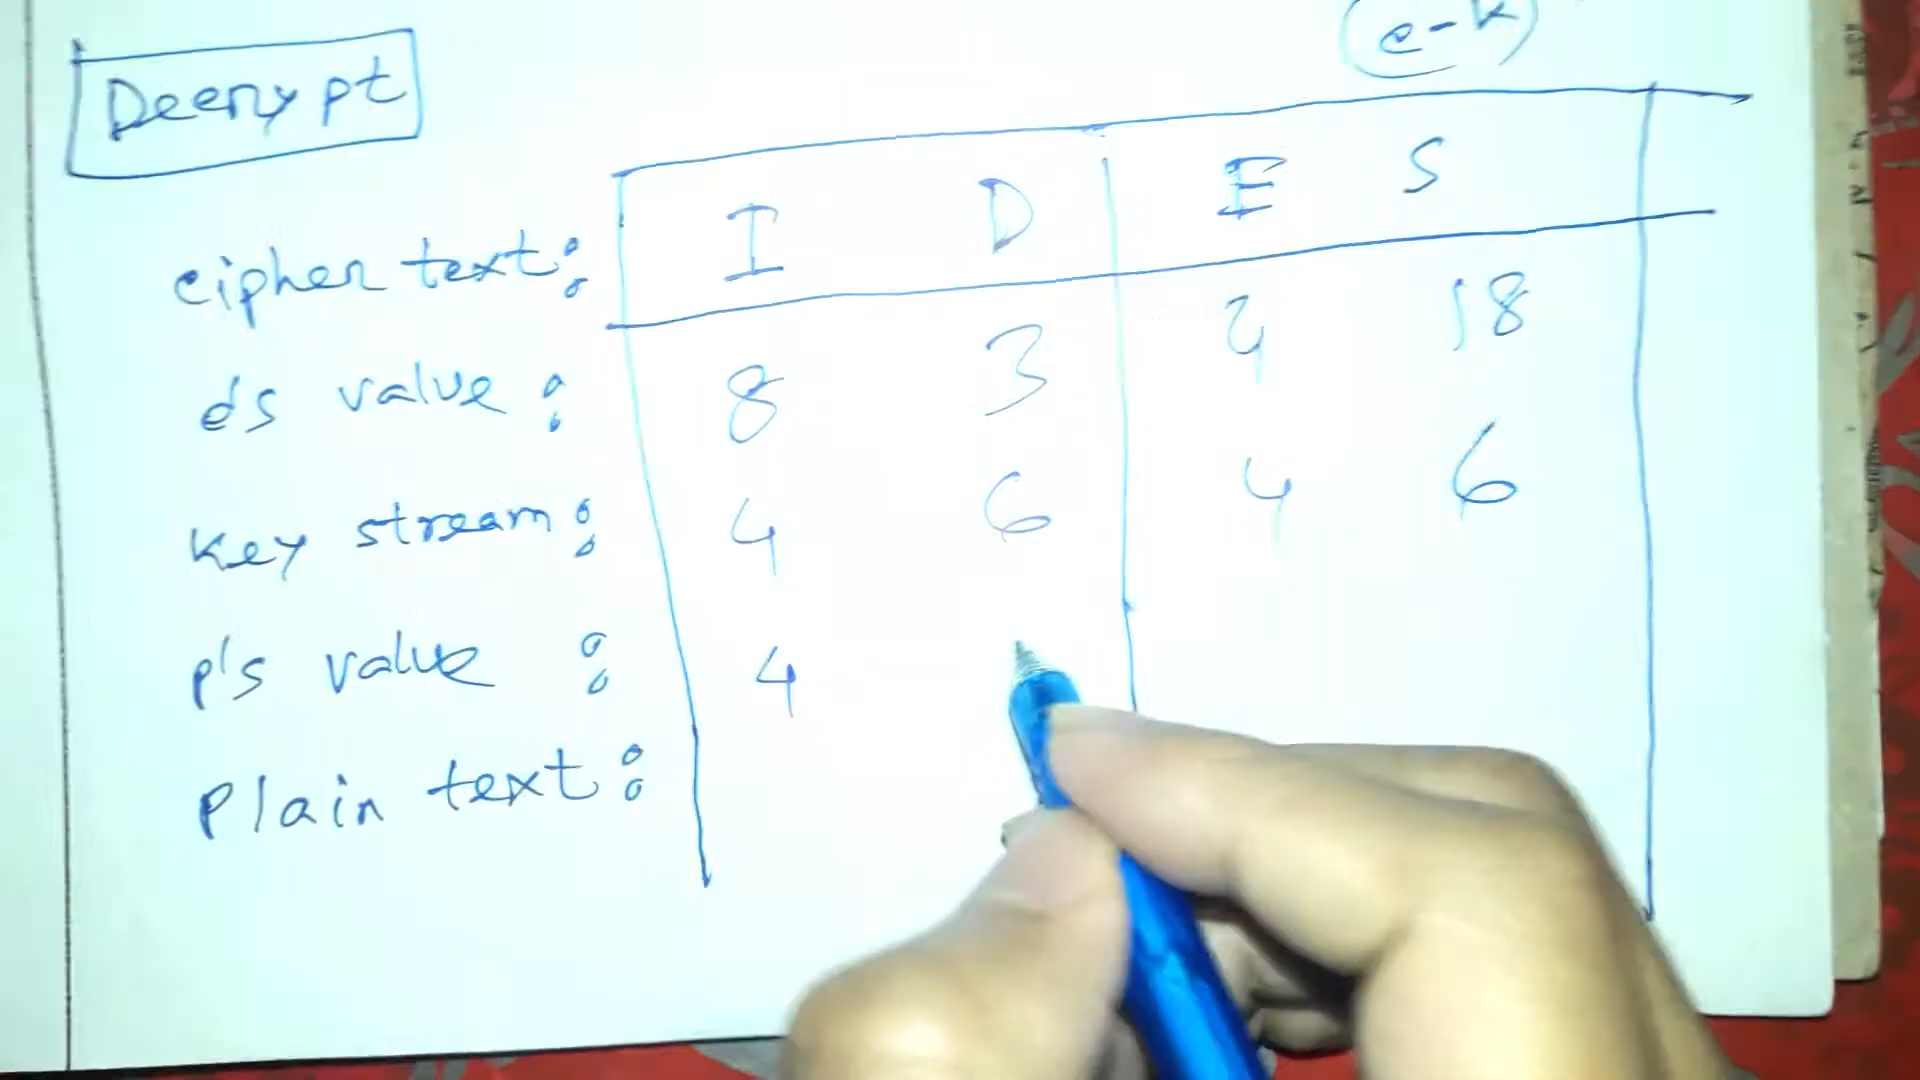 (e-k)
Decrypt
cipher text: I D E S
c's value: 8 3 4 18
key stream: 4 6 4 6
p's value : 4
Plain text: